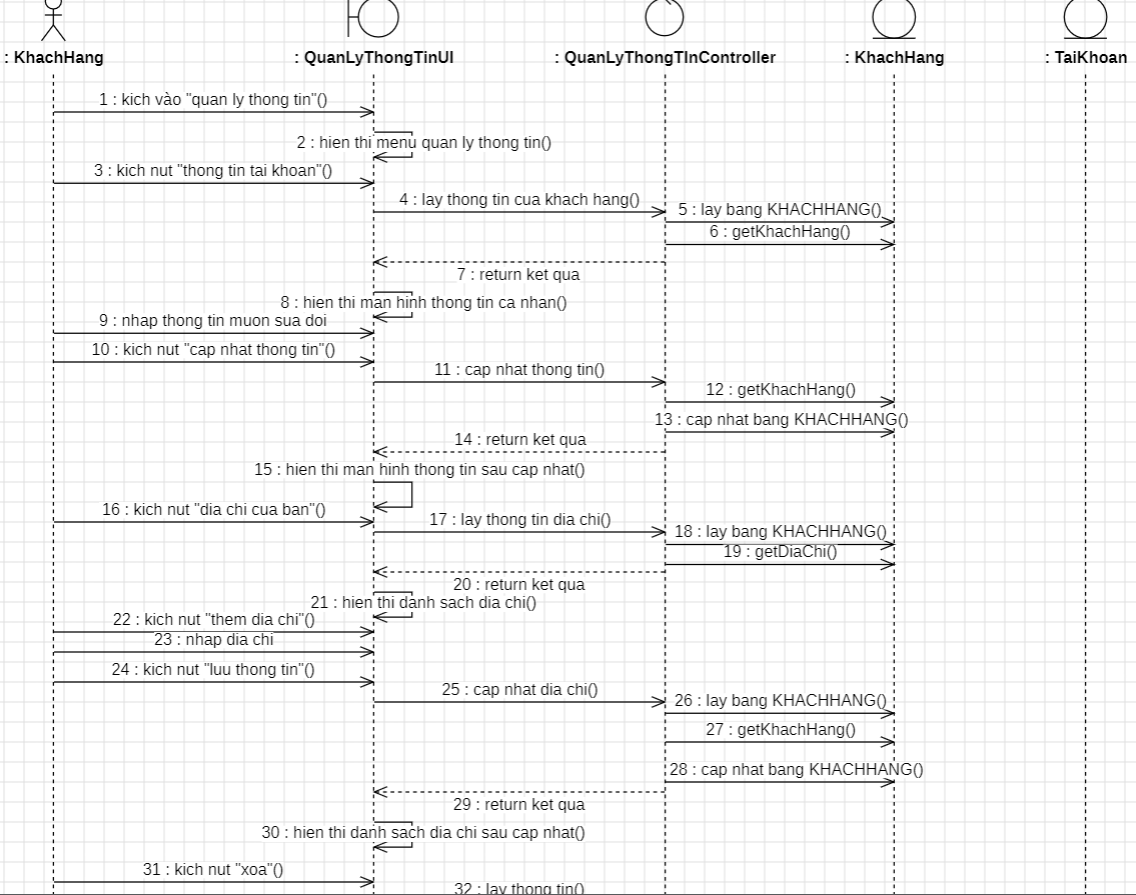 : KhachHang
: QuanLyThongTinUI
: QuanLyThongTInController
: KhachHang
: TaiKhoan
1 : kich vào "quan ly thong tin"()
2 : hien thi menu quan ly thong tin()
3 : kich nut "thong tin tai khoan"()
4 : lay thong tin cua khach hang()
5 : lay bang KHACHHANG()
6 : getKhachHang()
7 : return ket qua
8 : hien thi man hinh thong tin ca nhan()
9 : nhap thong tin muon sua doi
10 : kich nut "cap nhat thong tin"()
11 : cap nhat thong tin()
12 : getKhachHang()
13 : cap nhat bang KHACHHANG()
14 : return ket qua
15 : hien thi man hinh thong tin sau cap nhat()
16 : kich nut "dia chi cua ban"()
17 : lay thong tin dia chi()
18 : lay bang KHACHHANG()
19 : getDiaChi()
20 : return ket qua
21 : hien thi danh sach dia chi()
22 : kich nut "them dia chi"()
23 : nhap dia chi
24 : kich nut "luu thong tin"()
25 : cap nhat dia chi()
26 : lay bang KHACHHANG()
27 : getKhachHang()
28 : cap nhat bang KHACHHANG()
29 : return ket qua
30 : hien thi danh sach dia chi sau cap nhat()
31 : kich nut "xoa"()
32 : lay thong tin()